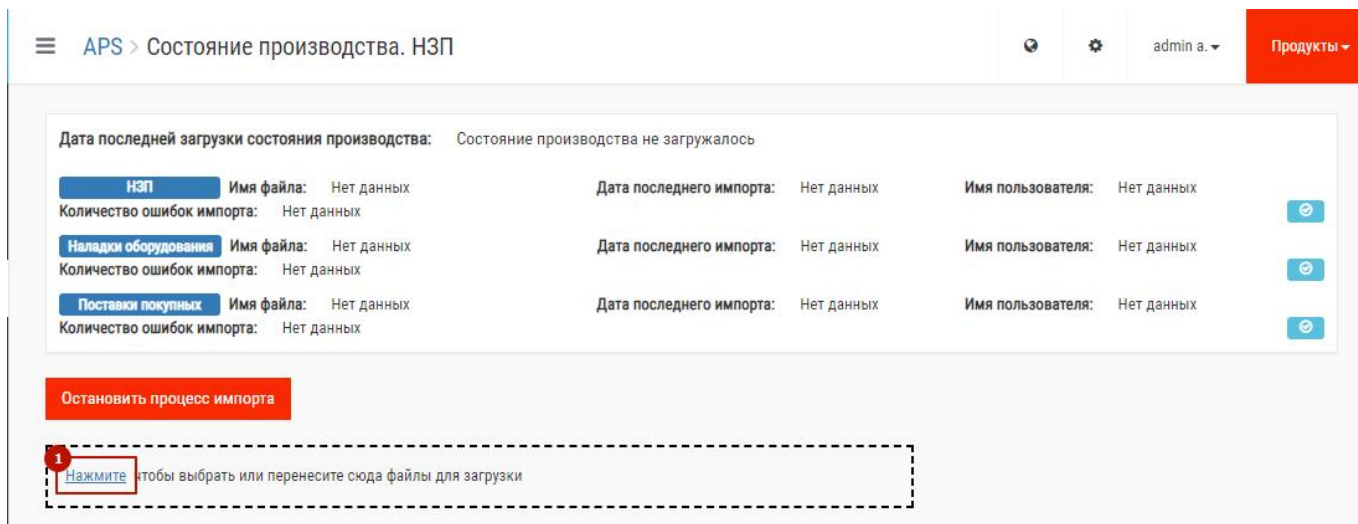 APS > Состояние производства. НЗП admin a. Продукты
Дата последней загрузки состояния производства: Состояние производства не загружалось
НЗП Имя файла: Нет данных Дата последнего импорта: Нет данных Имя пользователя: Нет данных
Количество ошибок импорта: Нет данных
Наладки оборудования Имя файла: Нет данных Дата последнего импорта: Нет данных Имя пользователя: Нет данных
Количество ошибок импорта: Нет данных
Поставки покупных Имя файла: Нет данных Дата последнего импорта: Нет данных Имя пользователя: Нет данных
Количество ошибок импорта: Нет данных
Остановить процесс импорта
1
Нажмите чтобы выбрать или перенесите сюда файлы для загрузки